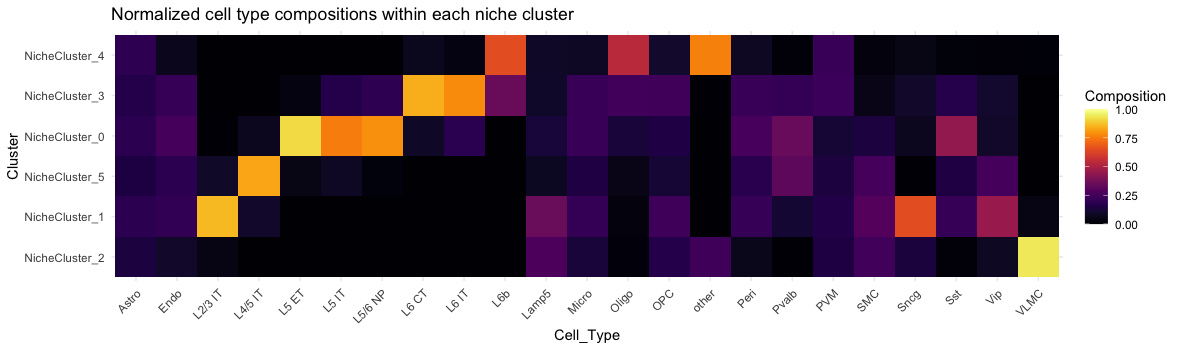 Normalized cell type compositions within each niche cluster
Cluster
NicheCluster_4
NicheCluster_3
NicheCluster_0
NicheCluster_5
NicheCluster_1
NicheCluster_2
Astro
Endo
L2/3 IT
L4/5 IT
L5 ET
L5 IT
L5/6 NP
L6 CT
L6 IT
L6b
Lamp5
Micro
Oligo
OPC
other
Peri
Pvalb
PVM
SMC
Sncg
Sst
Vip
VLMC
Cell_Type
Composition
1.00
0.75
0.50
0.25
0.00